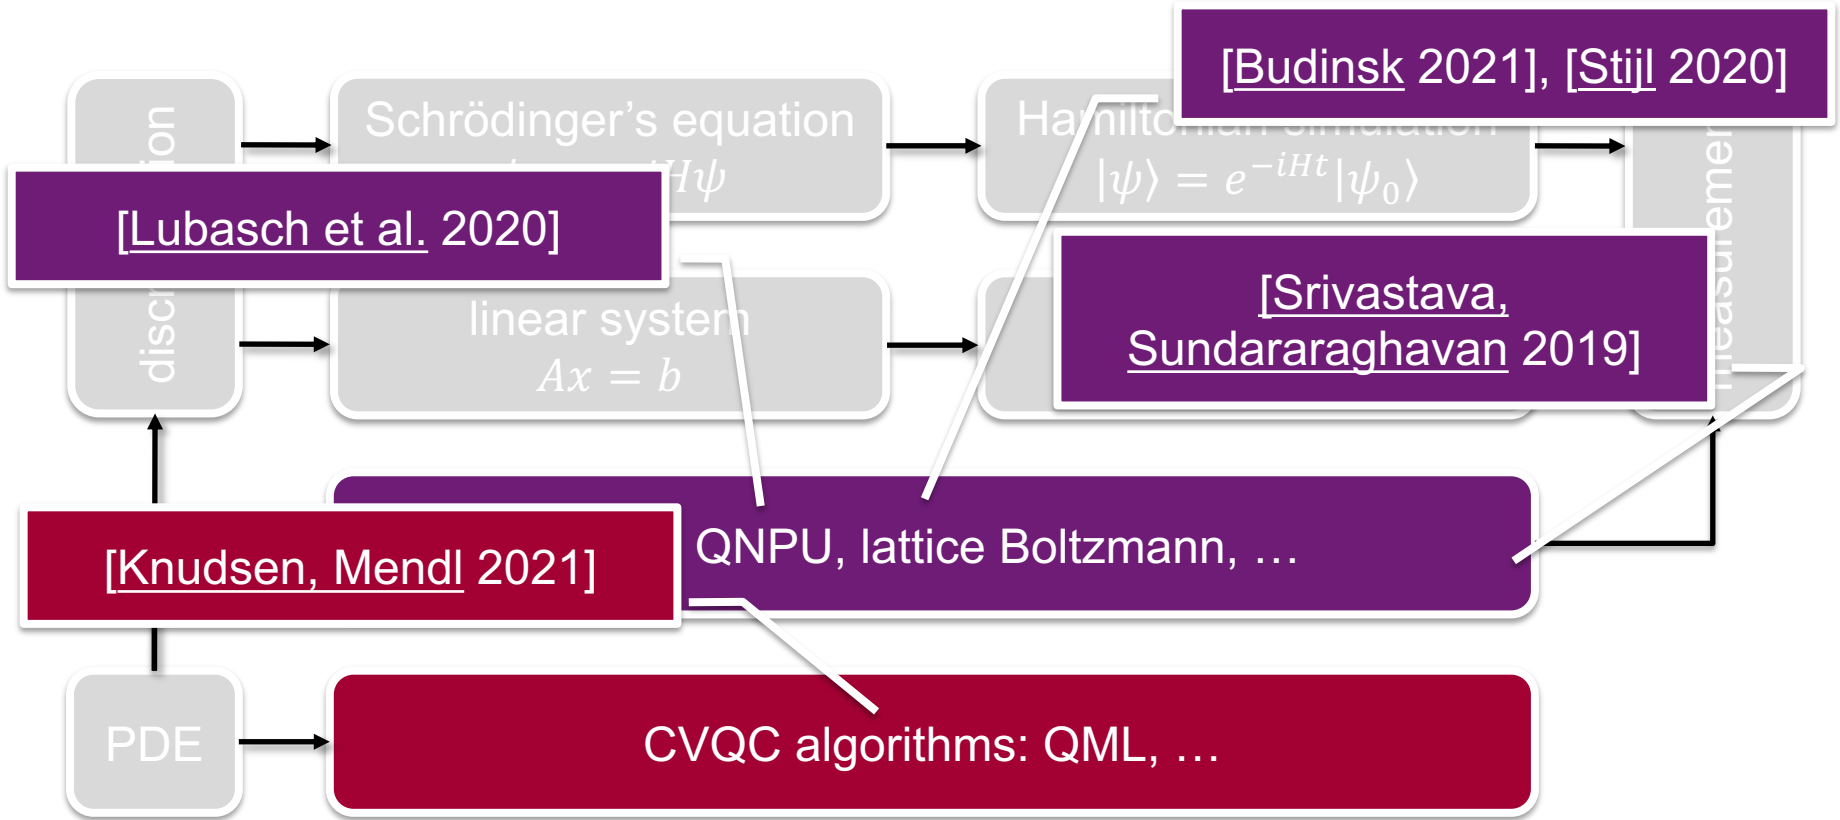 [Budinsk 2021], [Stijl 2020]
Schrödinger's equation
Hψ
|ψ⟩ = e^{-iHt}|ψ₀⟩
[Lubasch et al. 2020]
[Srivastava,
Sundararaghavan 2019]
linear system
Ax = b
QNPU, lattice Boltzmann, …
[Knudsen, Mendl 2021]
PDE
CVQC algorithms: QML, …